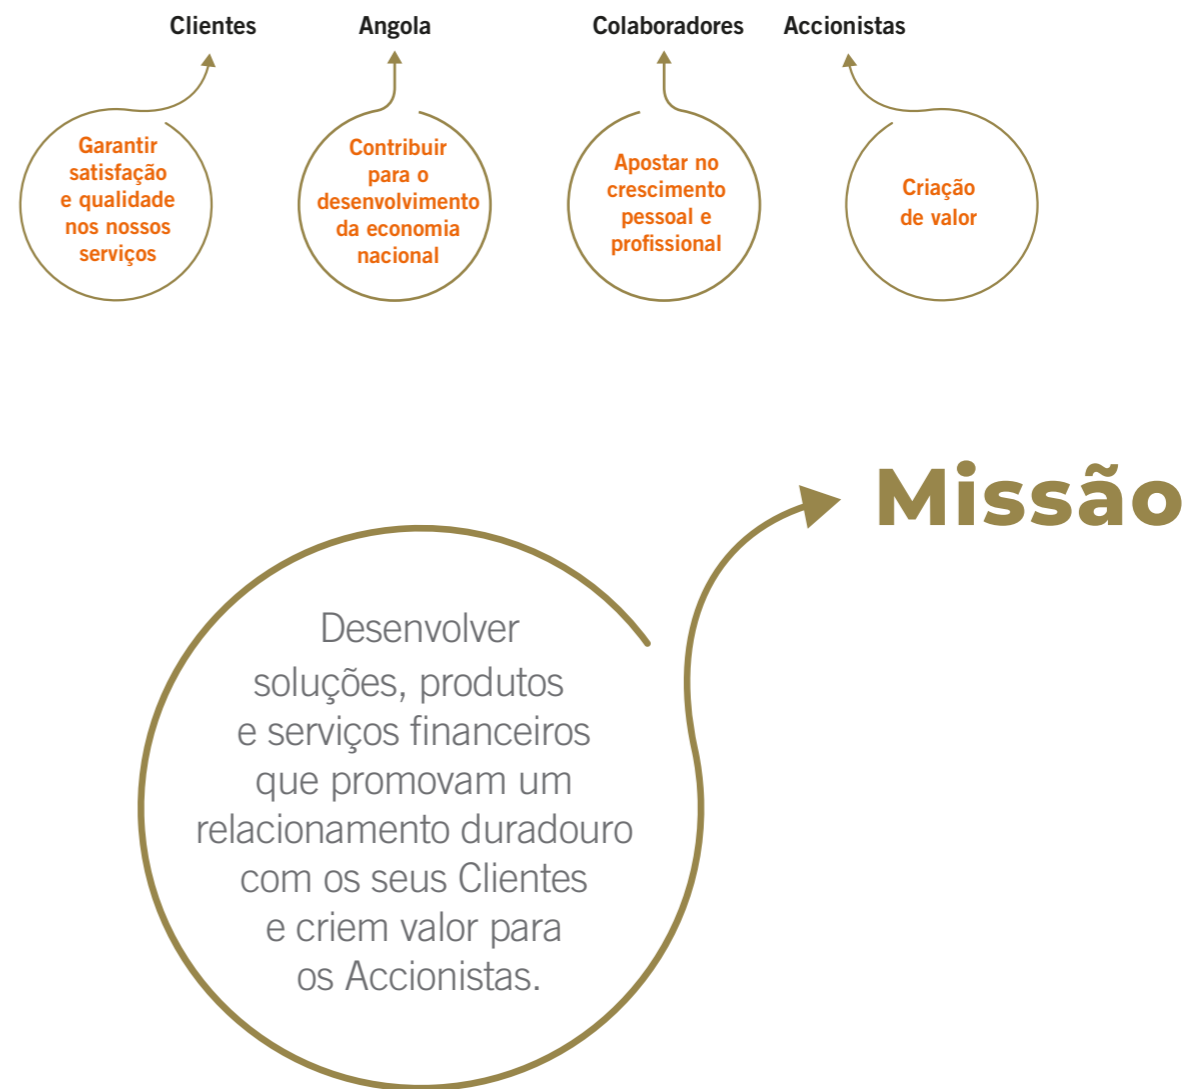 Clientes
Angola
Colaboradores
Accionistas
Garantir
satisfação
e qualidade
nos nossos
serviços
Contribuir
para o
desenvolvimento
da economia
nacional
Apostar no
crescimento
pessoal e
profissional
Criação
de valor
Missão
Desenvolver
soluções, produtos
e serviços financeiros
que promovam um
relacionamento duradouro
com os seus Clientes
e criem valor para
os Accionistas.